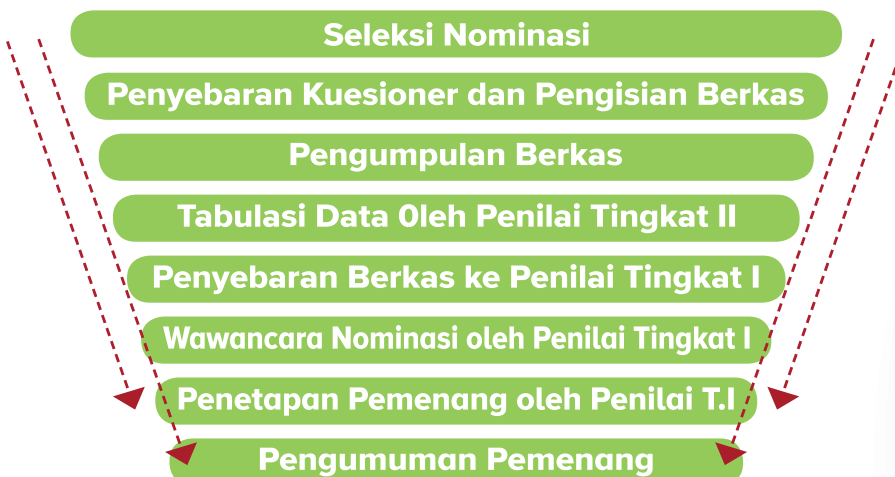 Seleksi Nominasi
Penyebaran Kuesioner dan Pengisian Berkas
Pengumpulan Berkas
Tabulasi Data 0leh Penilai Tingkat II
Penyebaran Berkas ke Penilai Tingkat I
Wawancara Nominasi oleh Penilai Tingkat I
Penetapan Pemenang oleh Penilai T.I
Pengumuman Pemenang